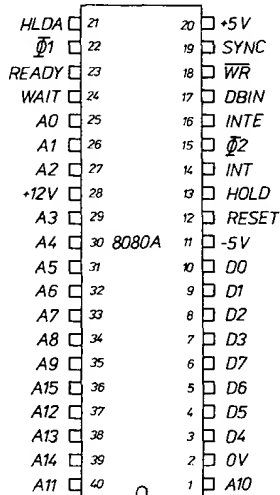 HLDA 21 20 +5V
Φ1 22 19 SYNC
READY 23 18 WR
WAIT 24 17 DBIN
A0 25 16 INTE
A1 26 15 Φ2
A2 27 14 INT
+12V 28 13 HOLD
A3 29 12 RESET
A4 30 8080A 11 -5V
A5 31 10 D0
A6 32 9 D1
A7 33 8 D2
A8 34 7 D3
A9 35 6 D7
A15 36 5 D6
A12 37 4 D5
A13 38 3 D4
A14 39 2 0V
A11 40 1 A10